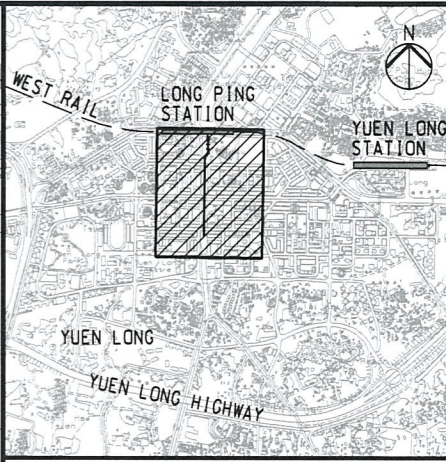 N
WEST RAIL
LONG PING
STATION
YUEN LONG
STATION
YUEN LONG
YUEN LONG HIGHWAY